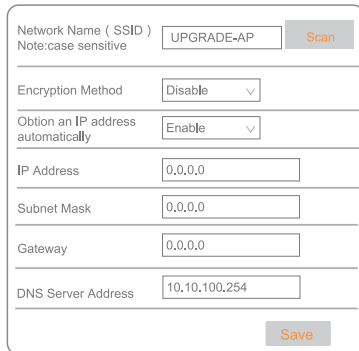 Network Name ( SSID )
Note:case sensitive
UPGRADE-AP
Scan
Encryption Method
Disable
Obtion an IP address
automatically
Enable
IP Address
0.0.0.0
Subnet Mask
0.0.0.0
Gateway
0.0.0.0
DNS Server Address
10.10.100.254
Save